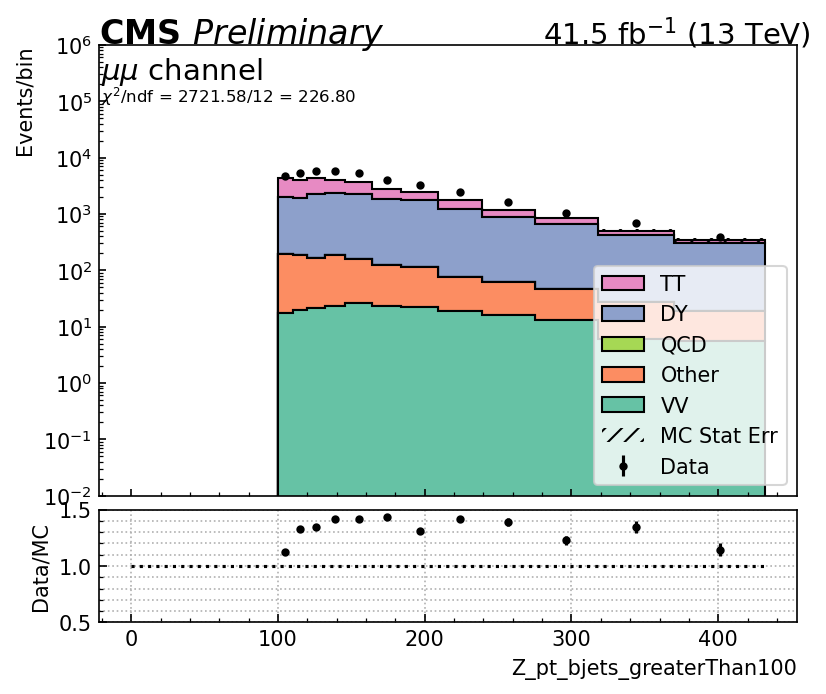 CMS Preliminary 41.5 fb⁻¹ (13 TeV)
μμ channel
χ²/ndf = 2721.58/12 = 226.80
Events/bin
10⁶
10⁵
10⁴
10³
10²
10¹
10⁰
10⁻¹
10⁻²
TT
DY
QCD
Other
VV
MC Stat Err
Data
Data/MC
1.5
1.0
0.5
0 100 200 300 400
Z_pt_bjets_greaterThan100